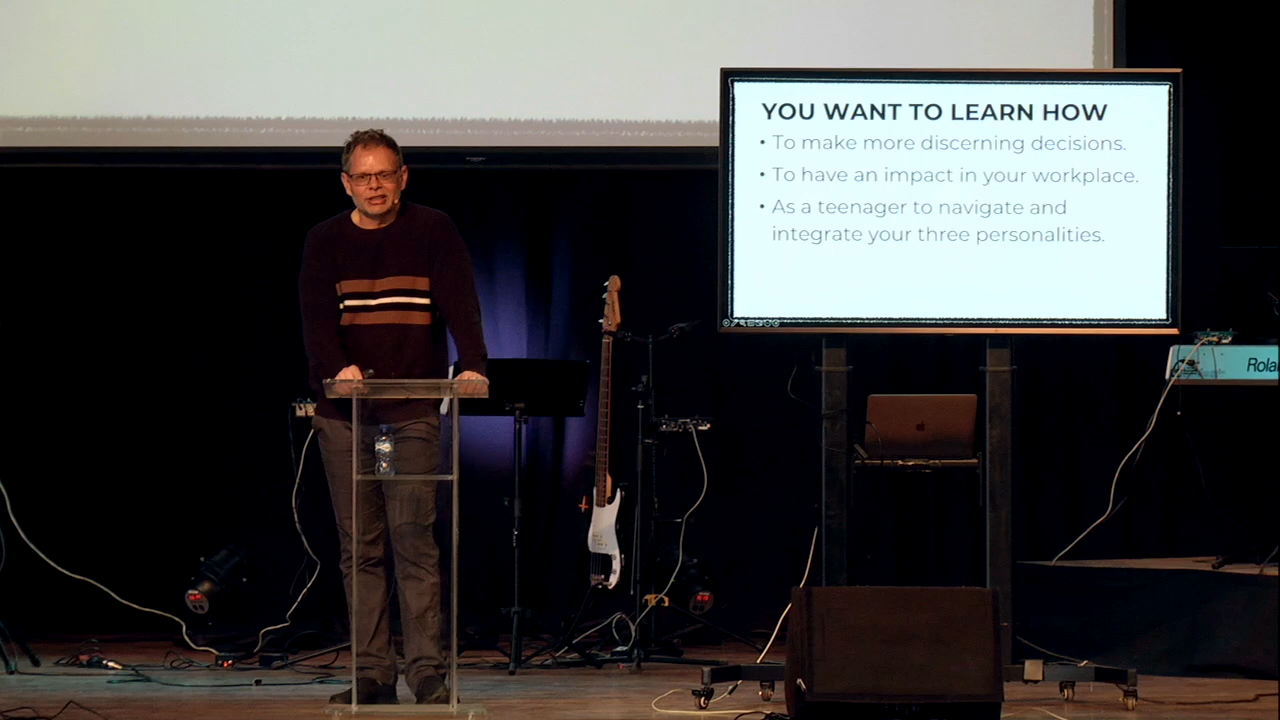 YOU WANT TO LEARN HOW
• To make more discerning decisions.
• To have an impact in your workplace.
• As a teenager to navigate and
integrate your three personalities.
Rola